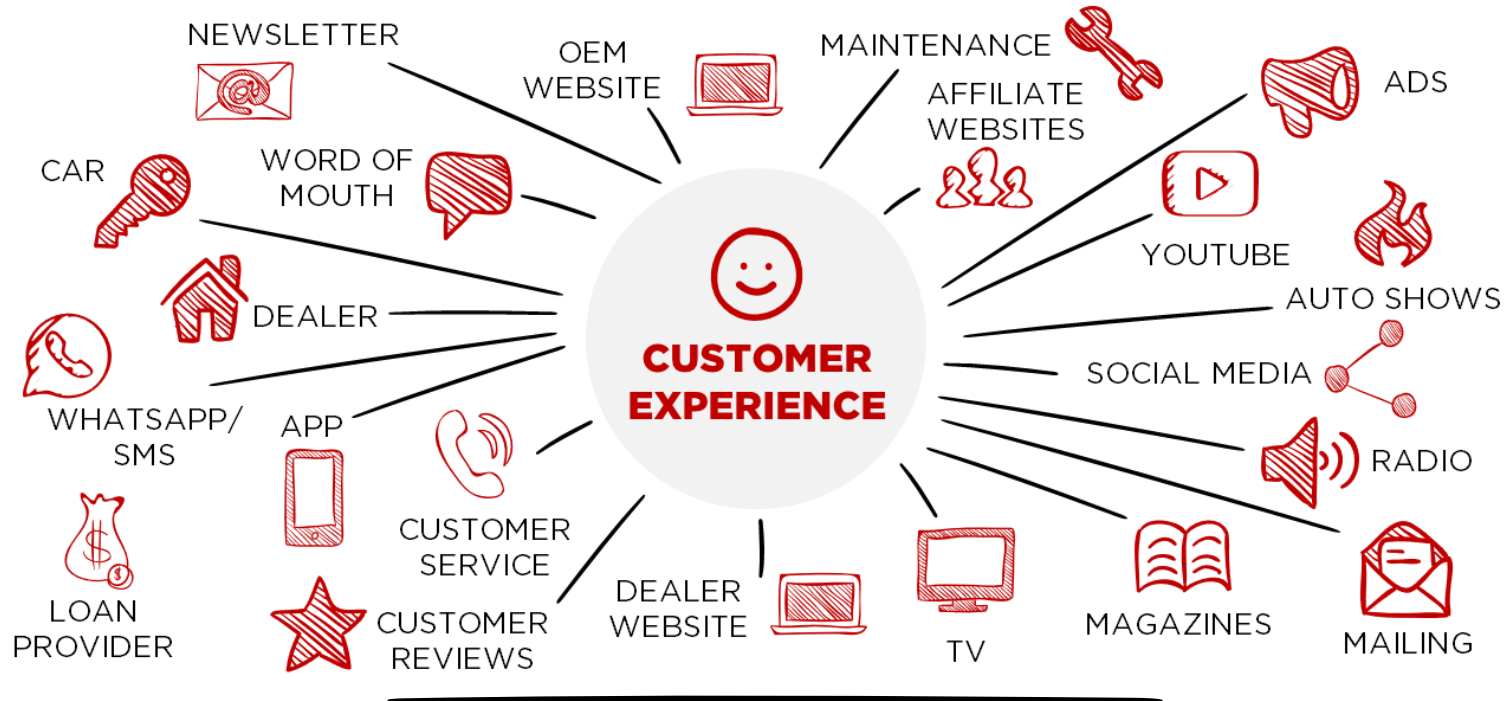 NEWSLETTER
OEM
WEBSITE
MAINTENANCE
AFFILIATE
WEBSITES
ADS
CAR
WORD OF
MOUTH
YOUTUBE
DEALER
AUTO SHOWS
CUSTOMER
EXPERIENCE
SOCIAL MEDIA
WHATSAPP/
SMS
APP
RADIO
CUSTOMER
SERVICE
LOAN
PROVIDER
CUSTOMER
REVIEWS
DEALER
WEBSITE
TV
MAGAZINES
MAILING
@
$
$